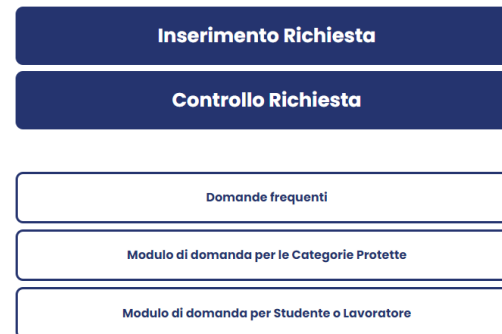 Inserimento Richiesta
Controllo Richiesta
Domande frequenti
Modulo di domanda per le Categorie Protette
Modulo di domanda per Studente o Lavoratore